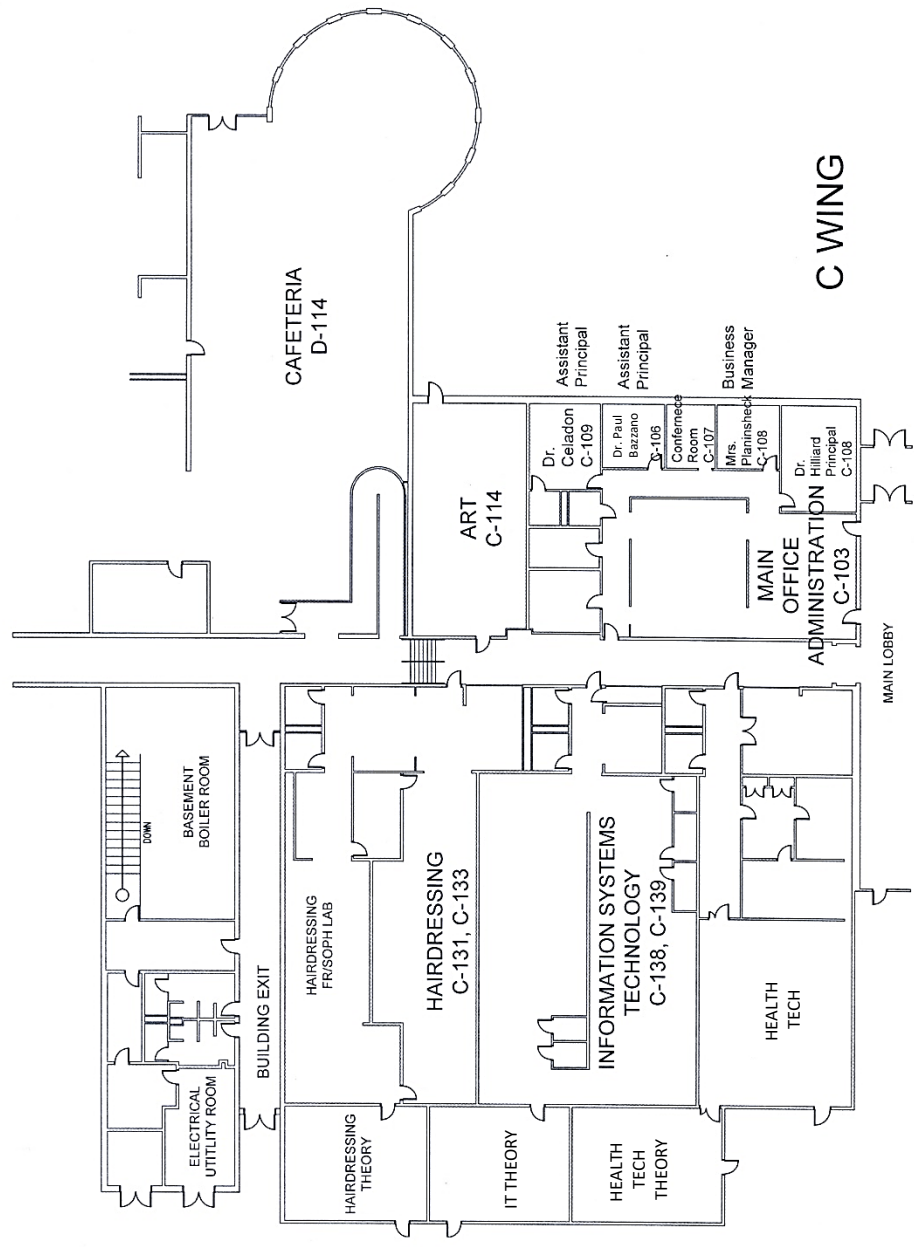 CAFETERIA
D-114
C WING
Assistant
Principal
Assistant
Principal
Business
Manager
Dr.
Celadon
C-109
Dr. Paul
Bazzano
C-106
Confernece
Room
C-107
Mrs.
Planinsheck
C-108
Dr.
Hilliard
Principal
C-108
ART
C-114
MAIN
OFFICE
ADMINISTRATION
C-103
MAIN LOBBY
DOWN
BASEMENT
BOILER ROOM
BUILDING EXIT
ELECTRICAL
UTITLITY ROOM
HAIRDRESSING
FR/SOPH LAB
HAIRDRESSING
C-131, C-133
INFORMATION SYSTEMS
TECHNOLOGY
C-138, C-139
HEALTH
TECH
HAIRDRESSING
THEORY
IT THEORY
HEALTH
TECH
THEORY